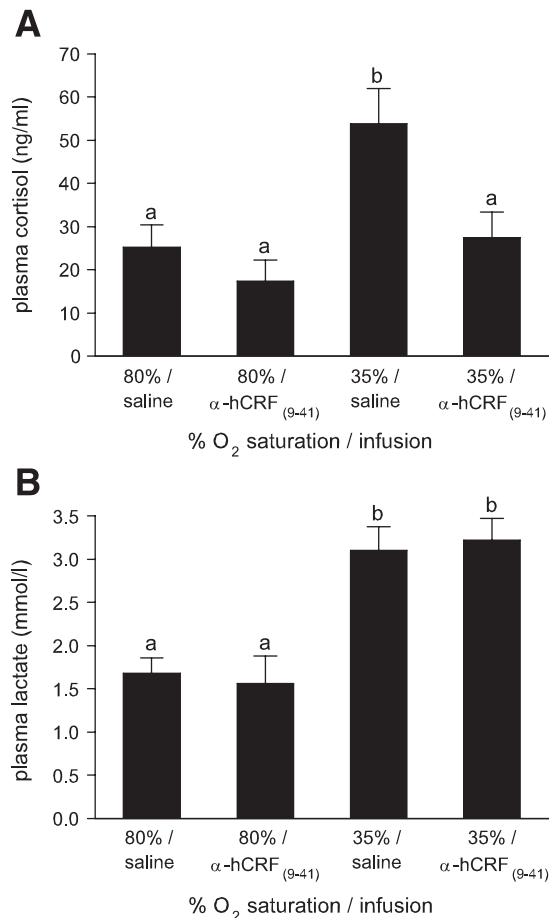 A
plasma cortisol (ng/ml)
70
60
50
40
30
20
10
0
a
a
b
a
80% / saline
80% / α-hCRF(9-41)
35% / saline
35% / α-hCRF(9-41)
% O2 saturation / infusion
B
plasma lactate (mmol/l)
3.5
3.0
2.5
2.0
1.5
1.0
0.5
0.0
a
a
b
b
80% / saline
80% / α-hCRF(9-41)
35% / saline
35% / α-hCRF(9-41)
% O2 saturation / infusion